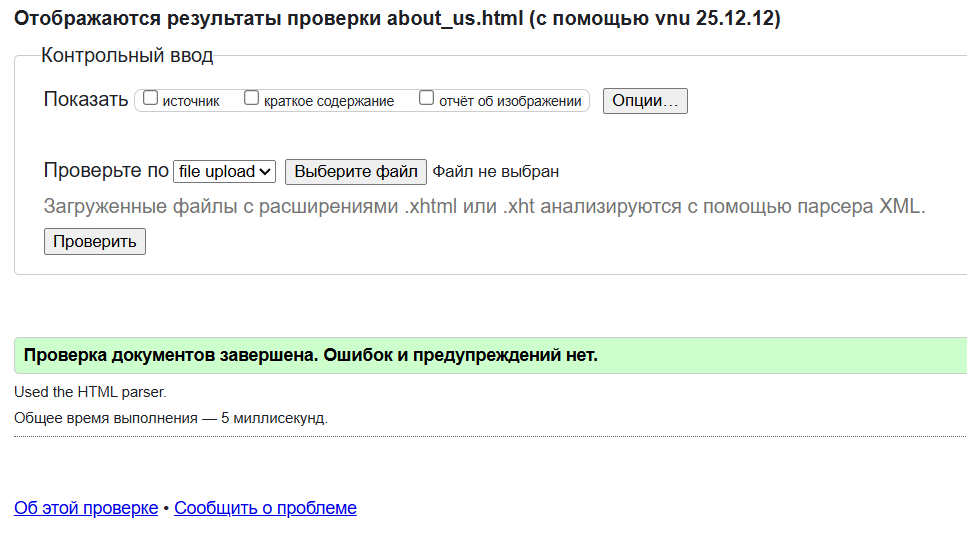 Отображаются результаты проверки about_us.html (с помощью vnu 25.12.12)
Контрольный ввод
Показать источник краткое содержание отчёт об изображении Опции…
Проверьте по file upload Выберите файл Файл не выбран
Загруженные файлы с расширениями .xhtml или .xht анализируются с помощью парсера XML.
Проверить
Проверка документов завершена. Ошибок и предупреждений нет.
Used the HTML parser.
Общее время выполнения — 5 миллисекунд.
Об этой проверке • Сообщить о проблеме